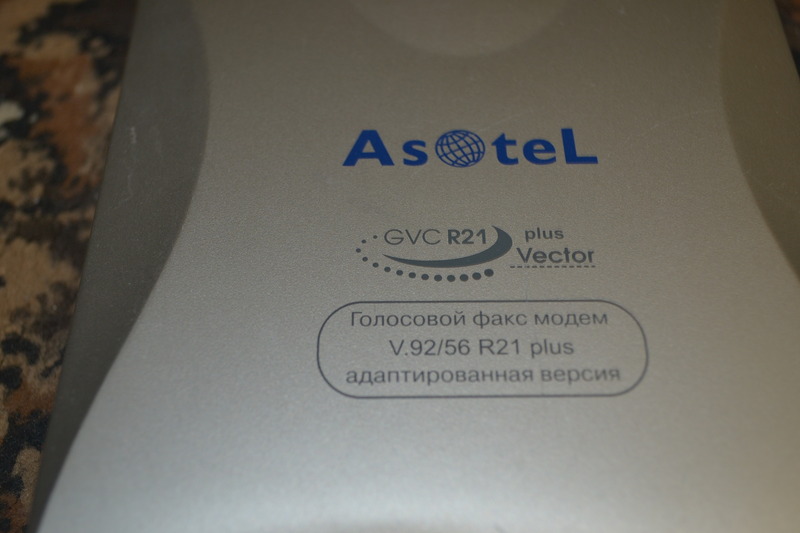 AsoteL
GVC R21 plus
Vector
Голосовой факс модем
V.92/56 R21 plus
адаптированная версия